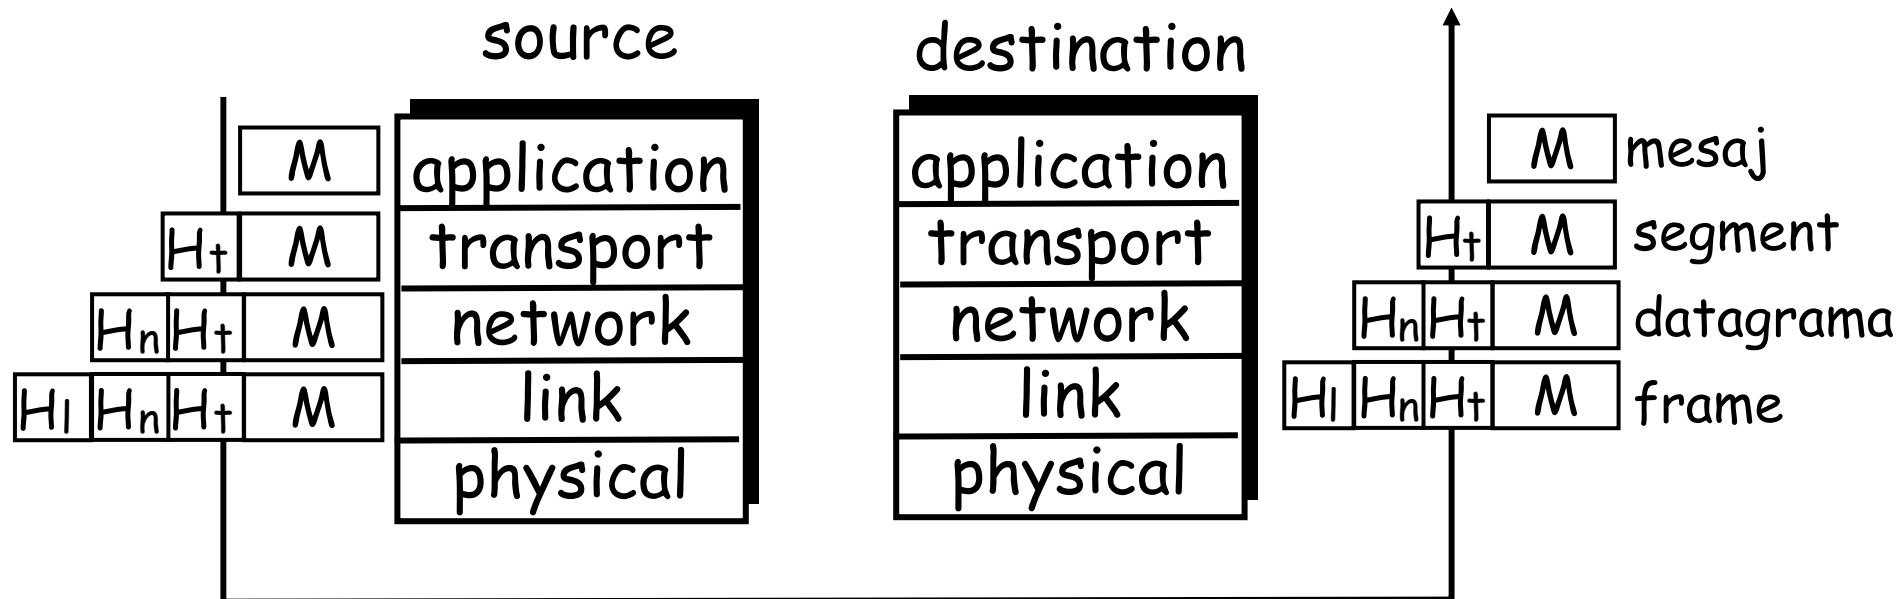 source destination
M application application M mesaj
Ht M transport transport Ht M segment
Hn Ht M network network Hn Ht M datagrama
Hl Hn Ht M link link Hl Hn Ht M frame
physical physical